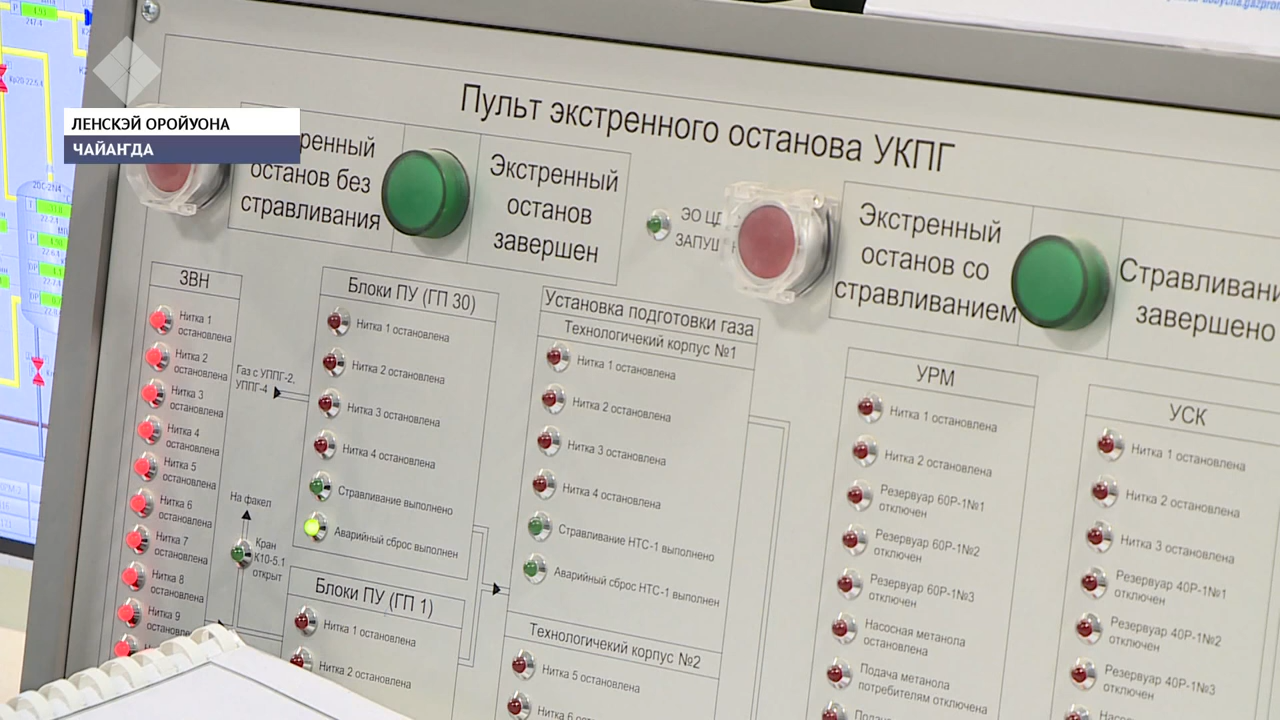 ЛЕНСКЭЙ ОРОЙУОНА
ЧАЙАҤДА
Пульт экстренного останова УКПГ
останов без
стравливания
Экстренный
останов
завершен
ЭО
Экстренный
останов со
стравливанием
завершено
ЗВН
Нитка 1
остановлена
Нитка 2
остановлена
Нитка 3
остановлена
Нитка 4
остановлена
Нитка 5
остановлена
Нитка 6
остановлена
Нитка 7
остановлена
Нитка 8
остановлена
Нитка 9
Газ с УППГ-2,
УППГ-4
На факел
Кран
К10-5.1
открыт
Блоки ПУ (ГП 30)
Нитка 1 остановлена
Нитка 2 остановлена
Нитка 3 остановлена
Нитка 4 остановлена
Стравливание выполнено
Аварийный сброс выполнен
Блоки ПУ (ГП 1)
Нитка 1 остановлена
Нитка 2 остановлена
Установка подготовки газа
Технологичекий корпус №1
Нитка 1 остановлена
Нитка 2 остановлена
Нитка 3 остановлена
Нитка 4 остановлена
Стравливание НТС-1 выполнено
Аварийный сброс НТС-1 выполнен
Технологичекий корпус №2
Нитка 5 остановлена
Нитка 6
УРМ
Нитка 1 остановлена
Нитка 2 остановлена
Резервуар 60Р-1№1
отключен
Резервуар 60Р-1№2
отключен
Резервуар 60Р-1№3
отключен
Насосная метанола
остановлена
Подача метанола
потребителям отключена
УСК
Нитка 1 остановлена
Нитка 2 остановлена
Нитка 3 остановлена
Резервуар 40Р-1№1
отключен
Резервуар 40Р-1№2
отключен
Резервуар 40Р-1№3
отключен